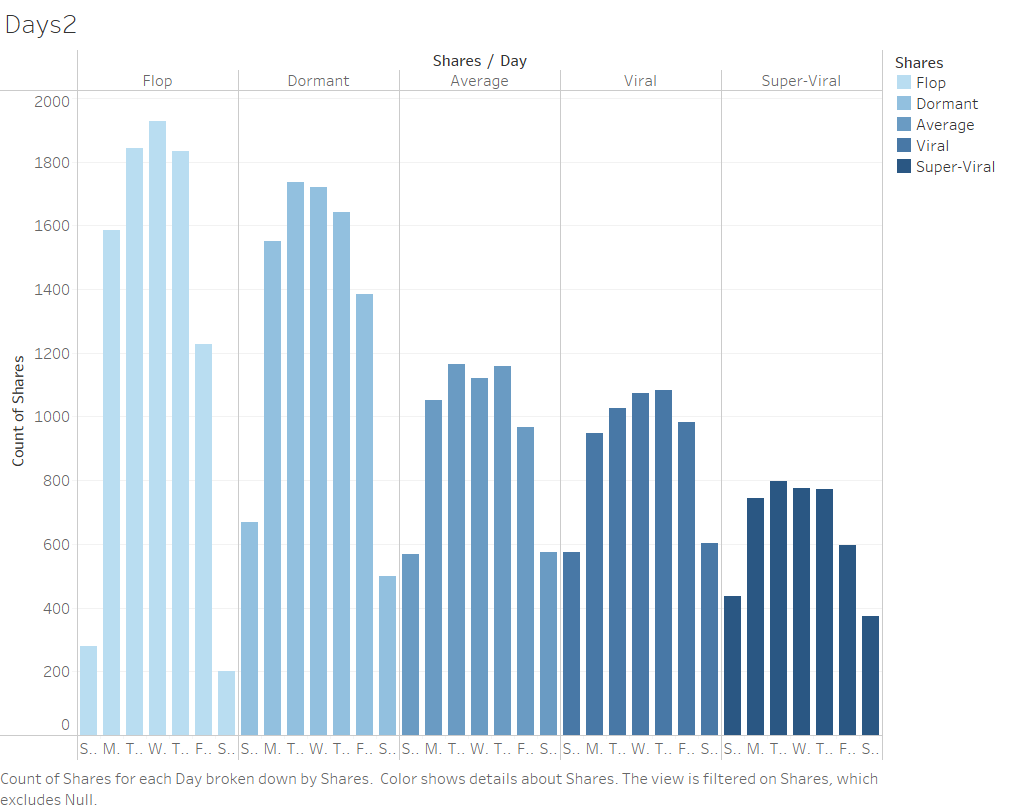 Days2
Shares / Day
Flop Dormant Average Viral Super-Viral
Shares
Flop
Dormant
Average
Viral
Super-Viral
2000
1800
1600
1400
1200
1000
800
600
400
200
0
Count of Shares
S.. M. T.. W. T.. F.. S.. S.. M. T.. W. T.. F.. S.. S.. M. T.. W. T.. F.. S.. S.. M. T.. W. T.. F.. S.. S.. M. T.. W. T.. F.. S..
Count of Shares for each Day broken down by Shares. Color shows details about Shares. The view is filtered on Shares, which
excludes Null.